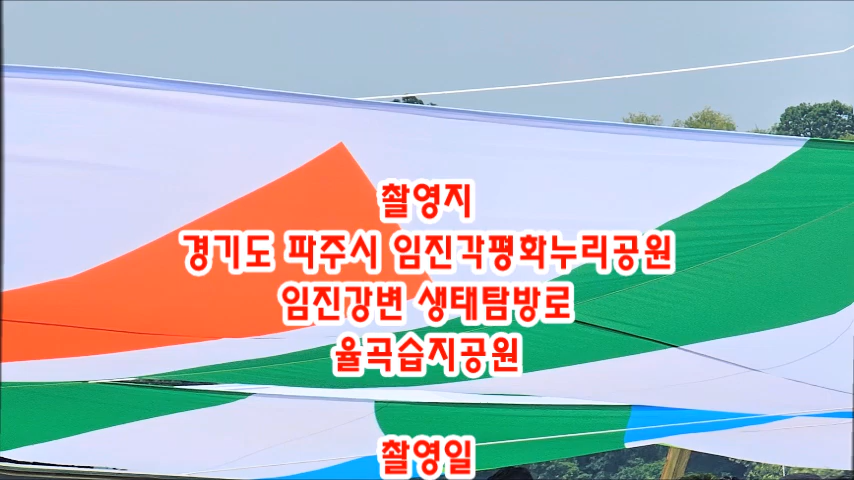 촬영지
경기도 파주시 임진각평화누리공원
임진강변 생태탐방로
율곡습지공원
촬영일